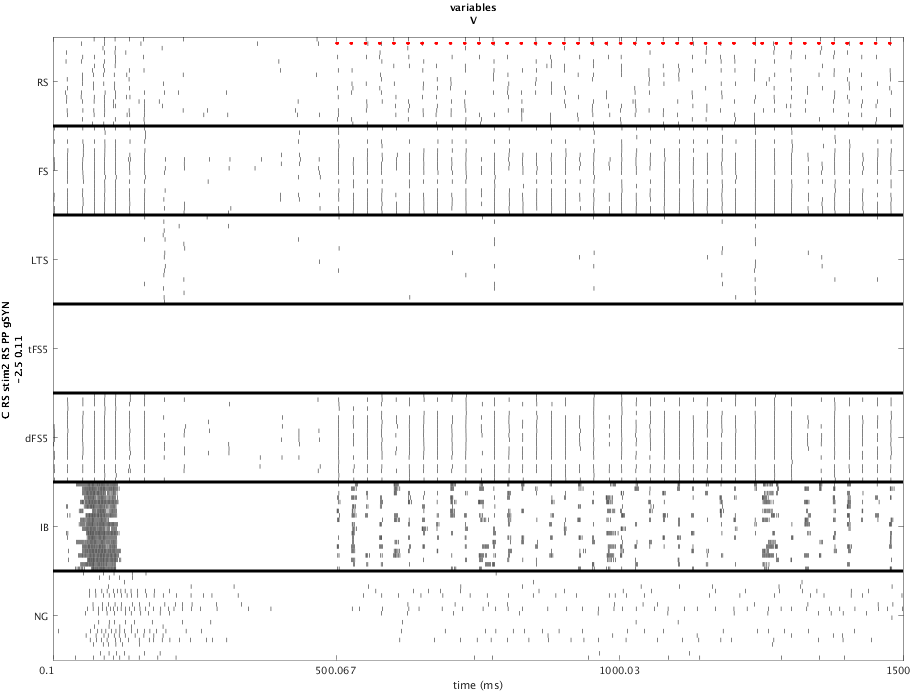 variables
V
RS
FS
LTS
tFS5
dFS5
IB
NG
C RS stim2 RS PP gSYN
-2.5 0.11
0.1
500.067
1000.03
1500
time (ms)